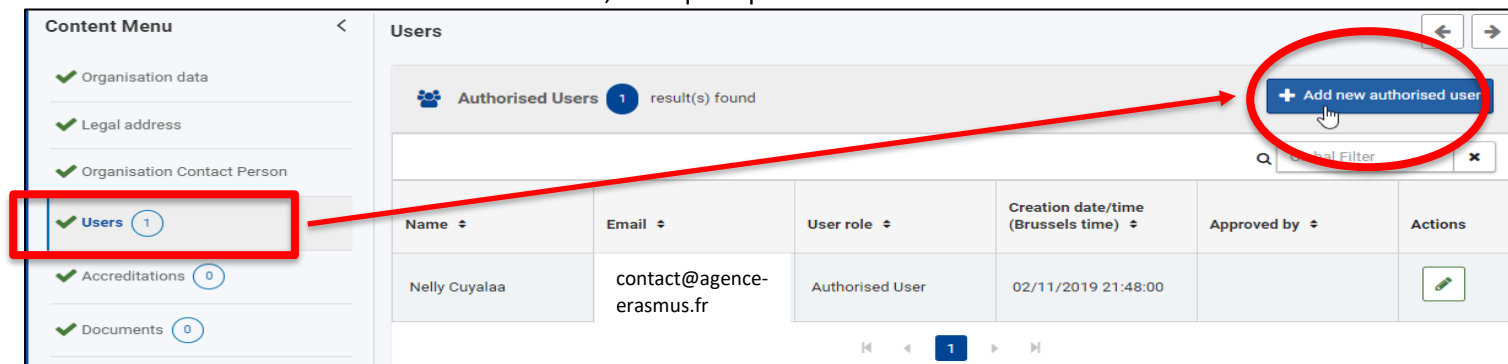 Content Menu
Users
Organisation data
Legal address
Organisation Contact Person
Users 1
Accreditations 0
Documents 0
Authorised Users 1 result(s) found
Add new authorised user
Global Filter
Name Email User role Creation date/time (Brussels time) Approved by Actions
Nelly Cuyalaa contact@agence-erasmus.fr Authorised User 02/11/2019 21:48:00
1